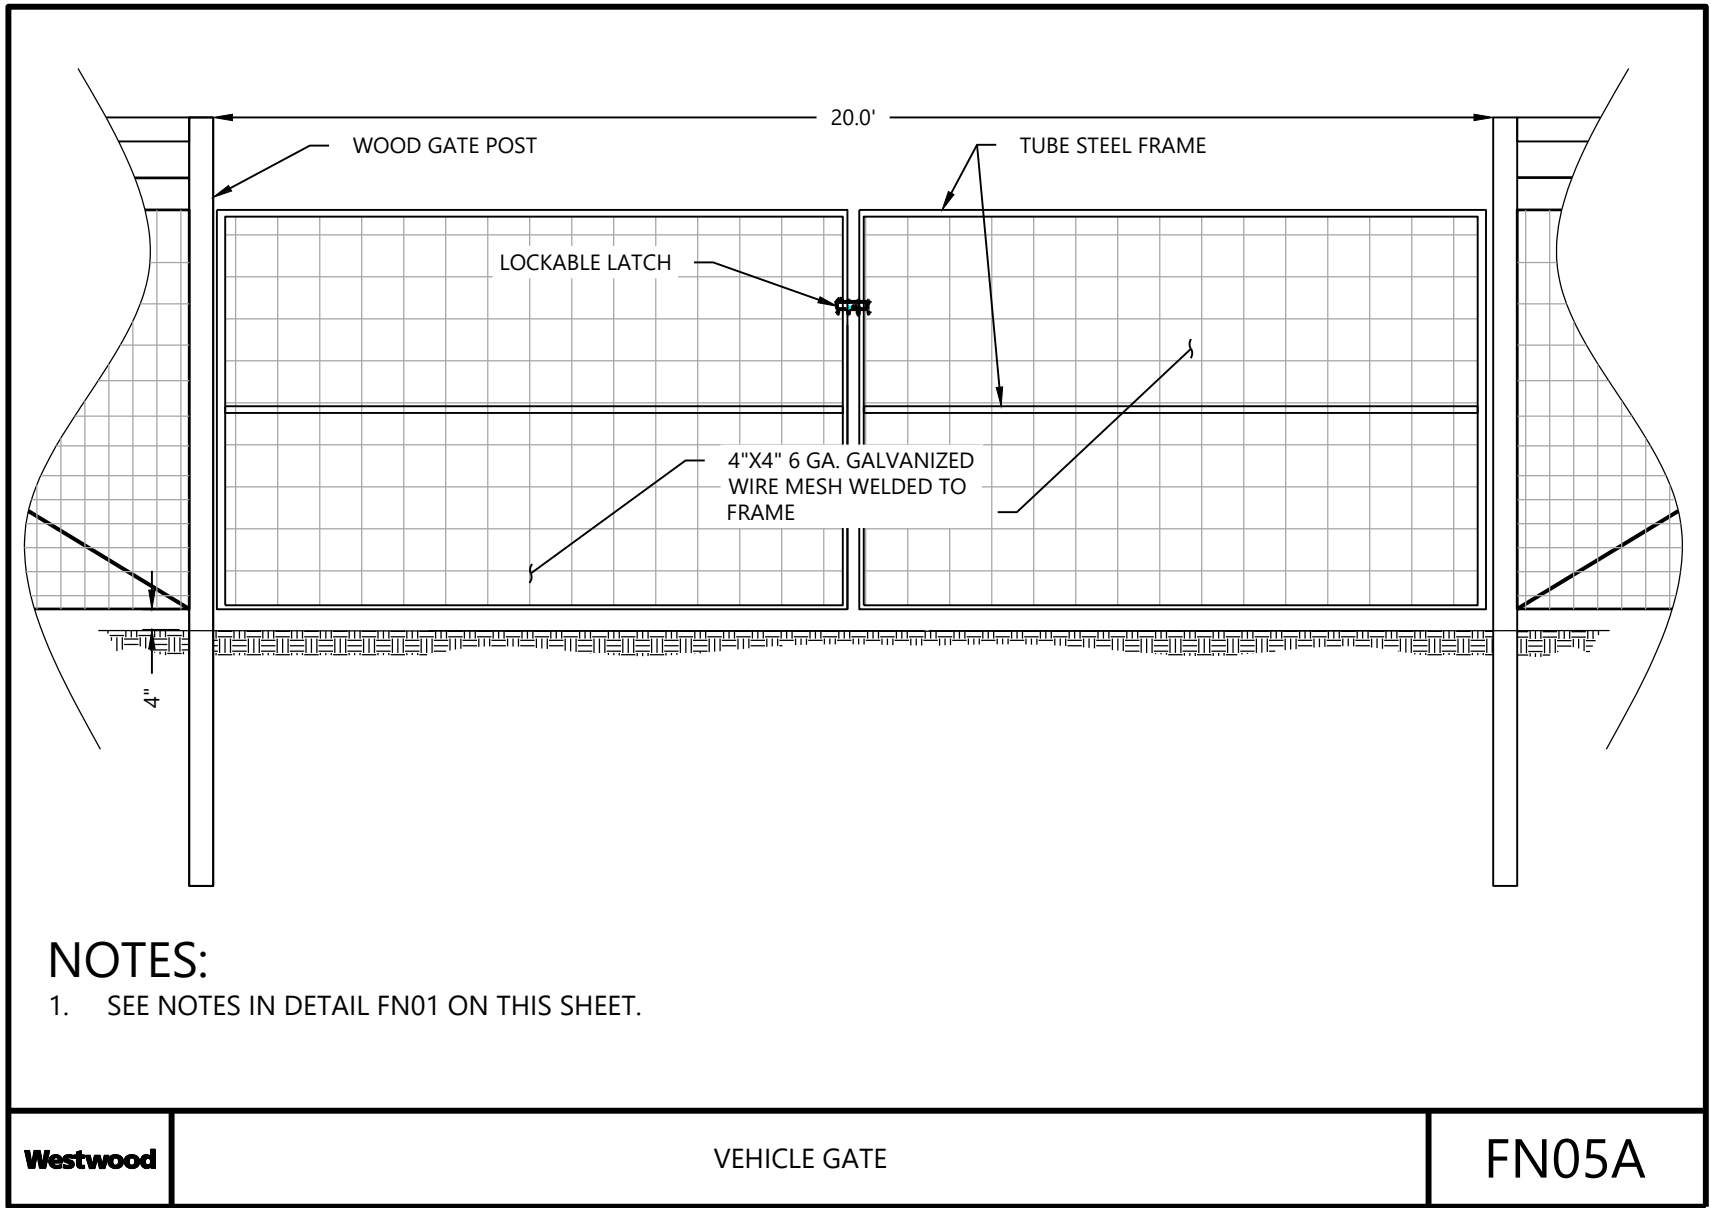 20.0'
WOOD GATE POST
TUBE STEEL FRAME
LOCKABLE LATCH
4"X4" 6 GA. GALVANIZED
WIRE MESH WELDED TO
FRAME
4"
NOTES:
1. SEE NOTES IN DETAIL FN01 ON THIS SHEET.
Westwood
VEHICLE GATE
FN05A